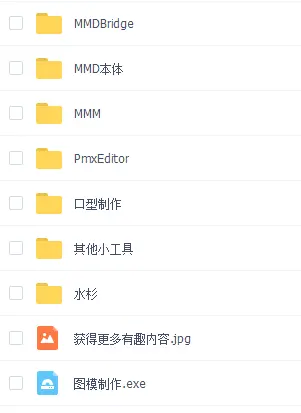 MMDBridge
MMD本体
MMM
PmxEditor
口型制作
其他小工具
水杉
获得更多有趣内容.jpg
图模制作.exe